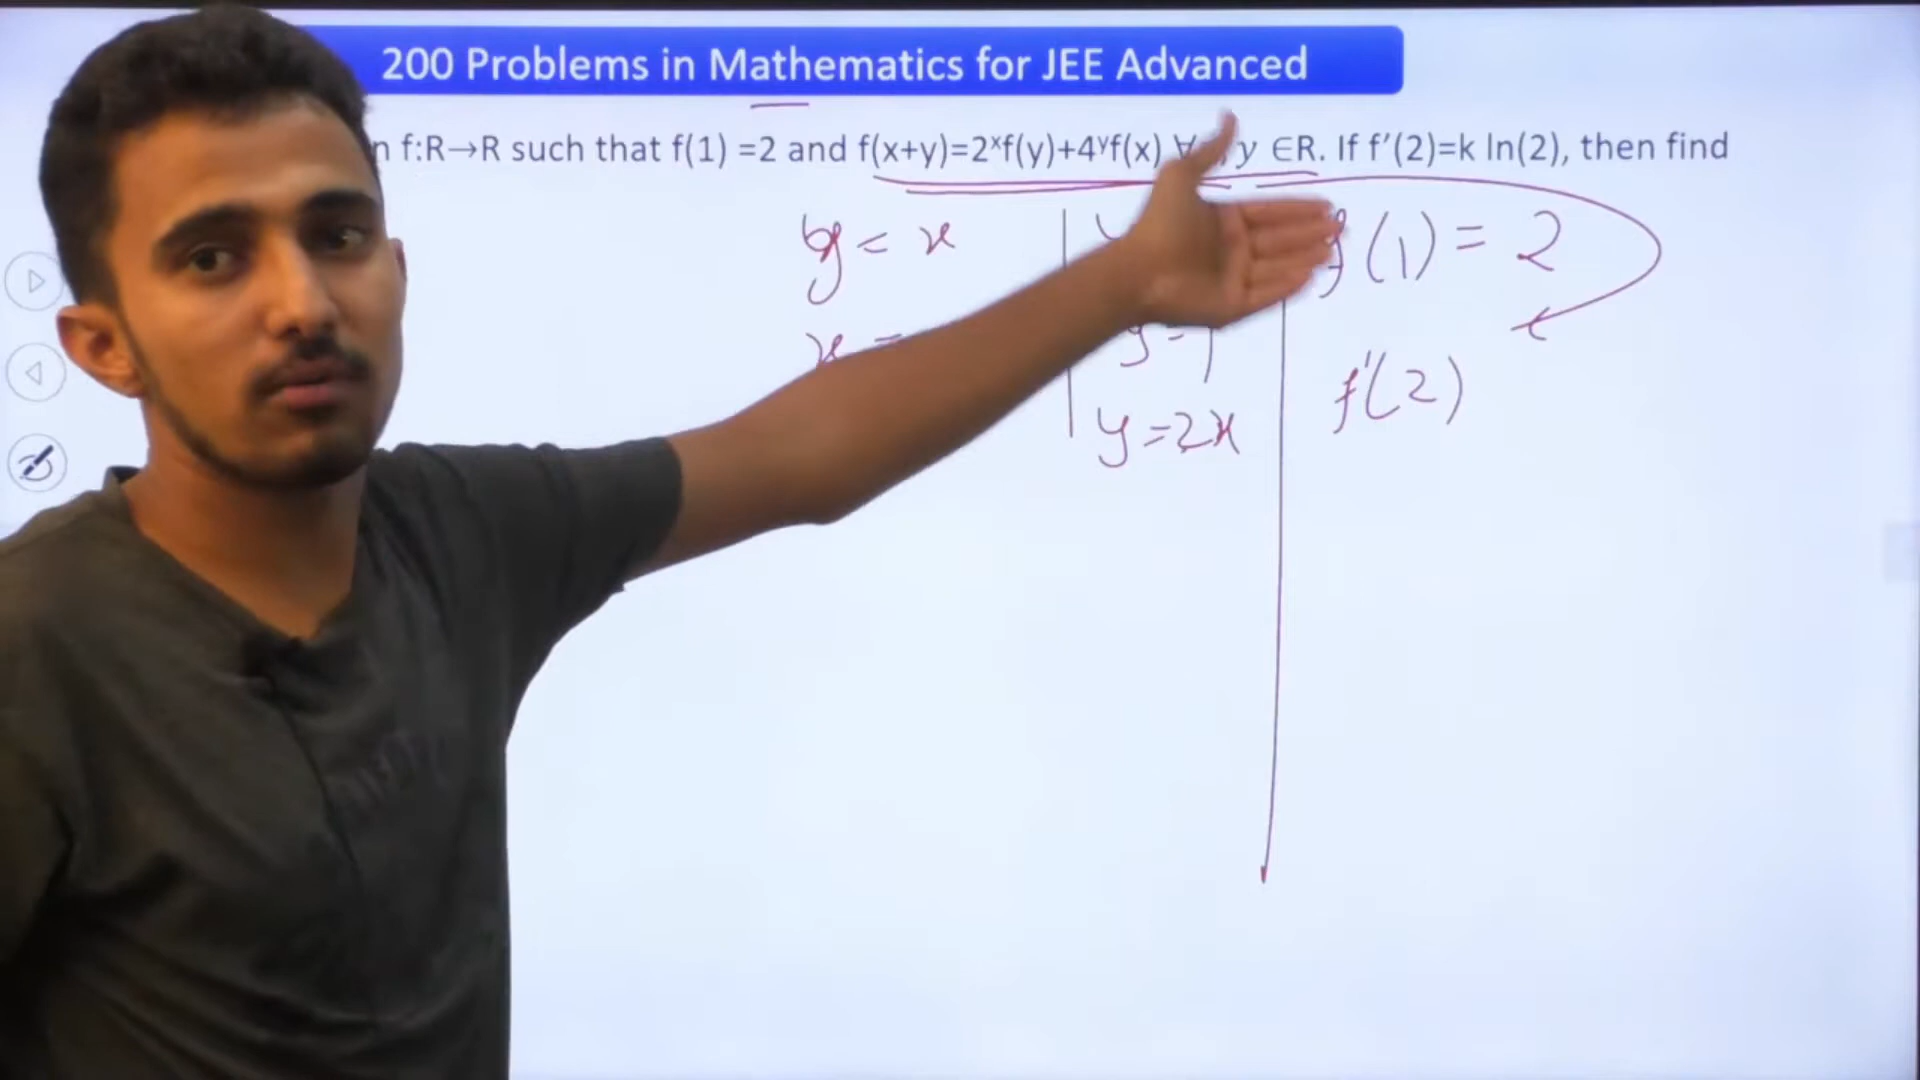 200 Problems in Mathematics for JEE Advanced
n f:R→R such that f(1) =2 and f(x+y)=2ˣf(y)+4ʸf(x) ∀ , y ∈R. If f′(2)=k ln(2), then find
y = x
f(1) = 2
x =
y = 1
f'(2)
y = 2x